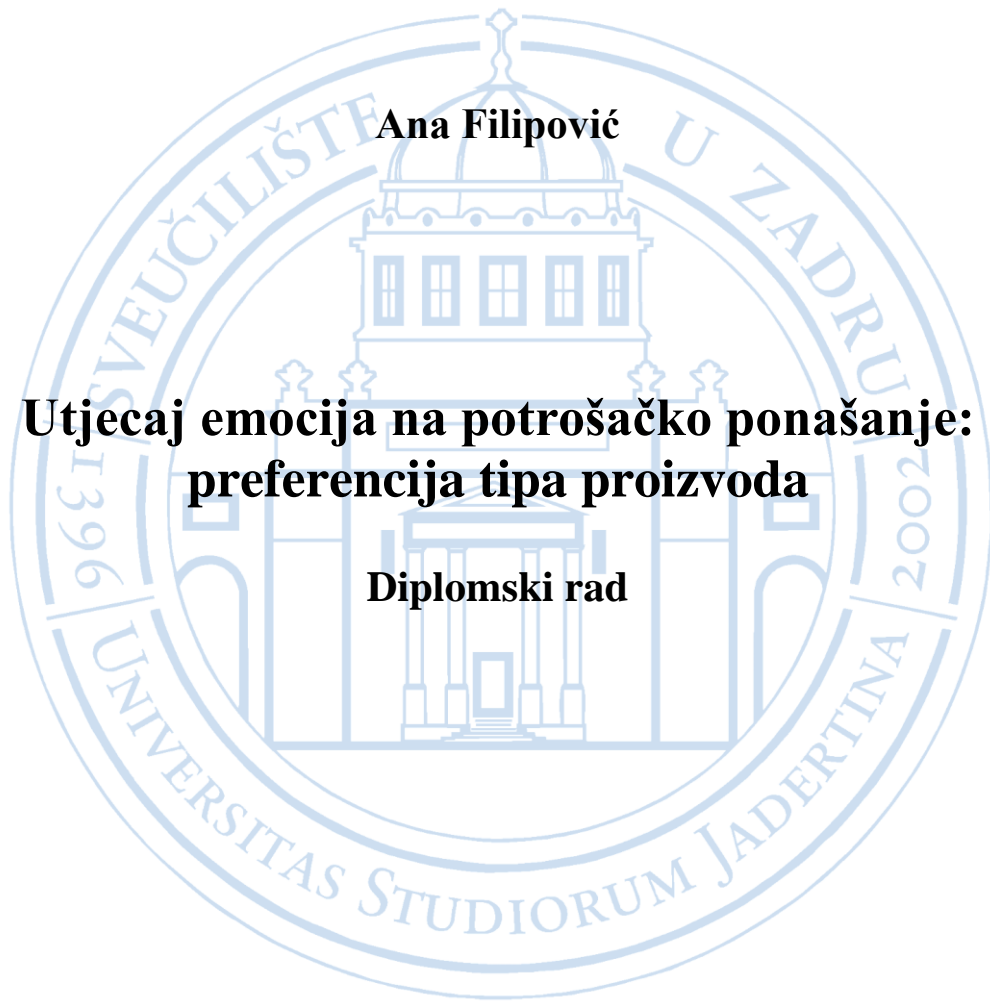 Ana Filipović
Utjecaj emocija na potrošačko ponašanje:
preferencija tipa proizvoda
Diplomski rad
SVEUČILIŠTE U ZADRU
1396
2002
UNIVERSITAS STUDIORUM JADERTINA